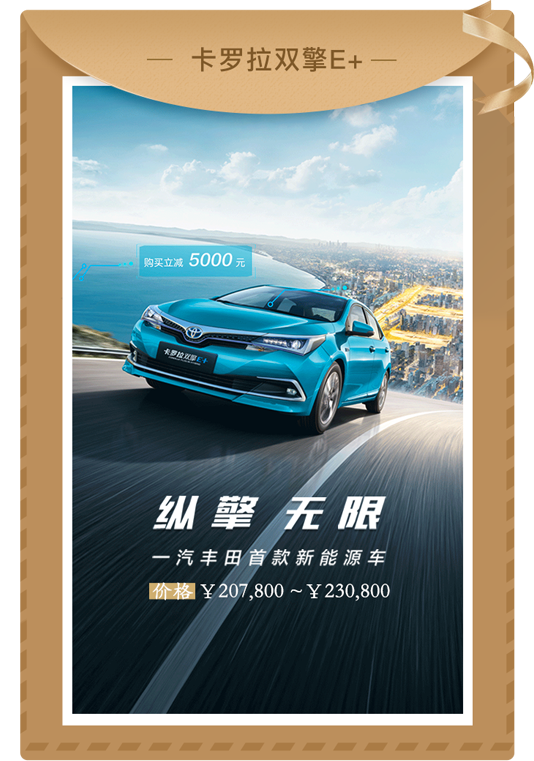 — 卡罗拉双擎E+ —
购买立减 5000 元
卡罗拉双擎E+
纵擎 无限
一汽丰田首款新能源车
价格 ¥207,800 ~ ¥230,800